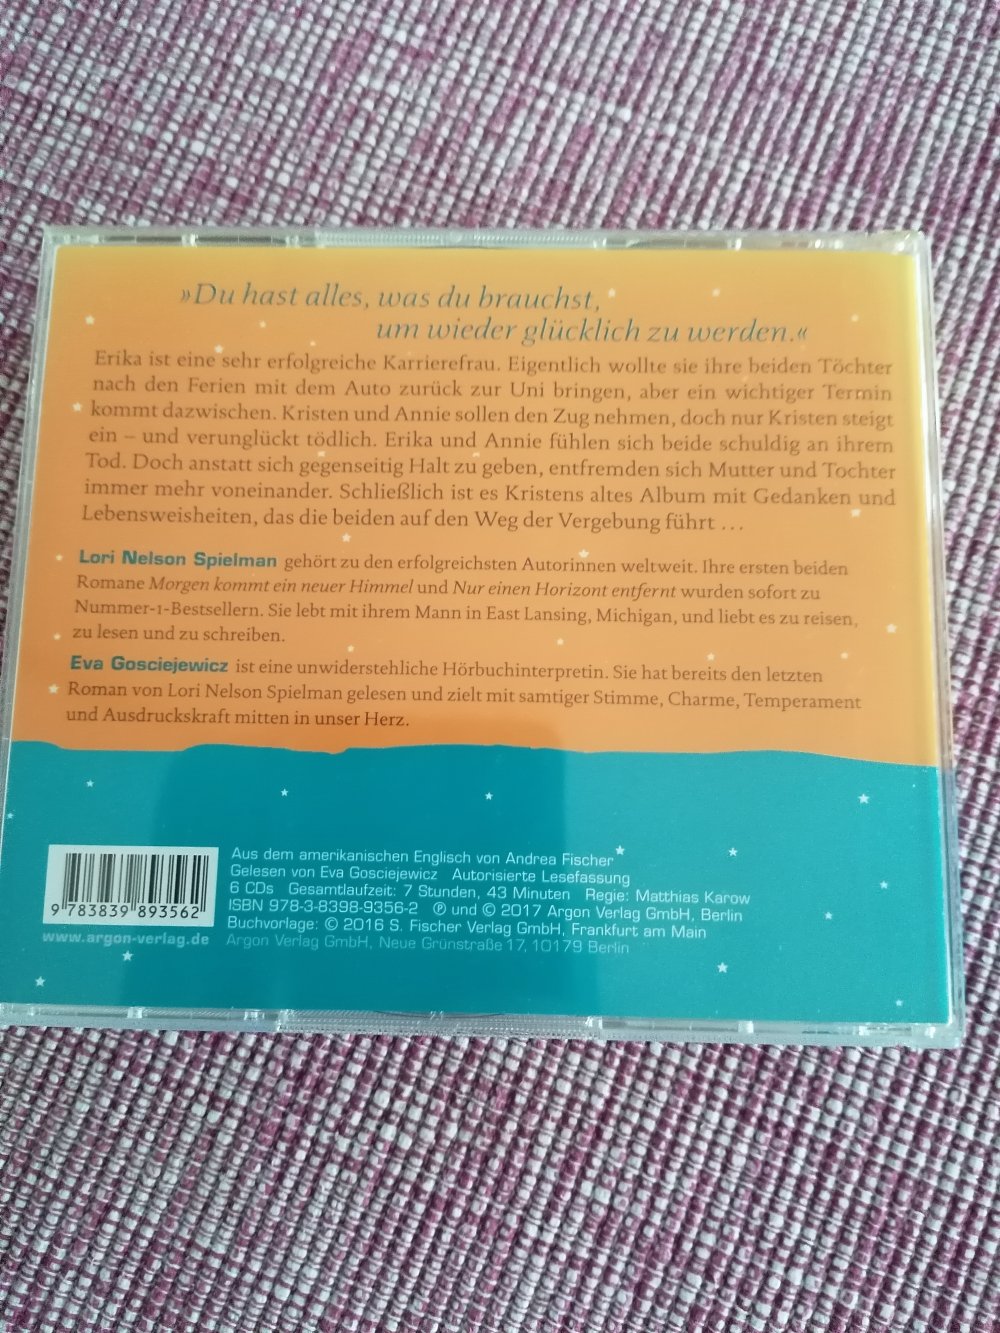 »Du hast alles, was du brauchst,
um wieder glücklich zu werden.«
Erika ist eine sehr erfolgreiche Karrierefrau. Eigentlich wollte sie ihre beiden Töchter
nach den Ferien mit dem Auto zurück zur Uni bringen, aber ein wichtiger Termin
kommt dazwischen. Kristen und Annie sollen den Zug nehmen, doch nur Kristen steigt
ein – und verunglückt tödlich. Erika und Annie fühlen sich beide schuldig an ihrem
Tod. Doch anstatt sich gegenseitig Halt zu geben, entfremden sich Mutter und Tochter
immer mehr voneinander. Schließlich ist es Kristens altes Album mit Gedanken und
Lebensweisheiten, das die beiden auf den Weg der Vergebung führt ...
Lori Nelson Spielman gehört zu den erfolgreichsten Autorinnen weltweit. Ihre ersten beiden
Romane Morgen kommt ein neuer Himmel und Nur einen Horizont entfernt wurden sofort zu
Nummer-1-Bestsellern. Sie lebt mit ihrem Mann in East Lansing, Michigan, und liebt es zu reisen,
zu lesen und zu schreiben.
Eva Gosciejewicz ist eine unwiderstehliche Hörbuchinterpretin. Sie hat bereits den letzten
Roman von Lori Nelson Spielman gelesen und zielt mit samtiger Stimme, Charme, Temperament
und Ausdruckskraft mitten in unser Herz.
Aus dem amerikanischen Englisch von Andrea Fischer
Gelesen von Eva Gosciejewicz Autorisierte Lesefassung
6 CDs Gesamtlaufzeit: 7 Stunden, 43 Minuten Regie: Matthias Karow
ISBN 978-3-8398-9356-2 ℗ und © 2017 Argon Verlag GmbH, Berlin
Buchvorlage: © 2016 S. Fischer Verlag GmbH, Frankfurt am Main
Argon Verlag GmbH, Neue Grünstraße 17, 10179 Berlin
9 783839 893562
www.argon-verlag.de